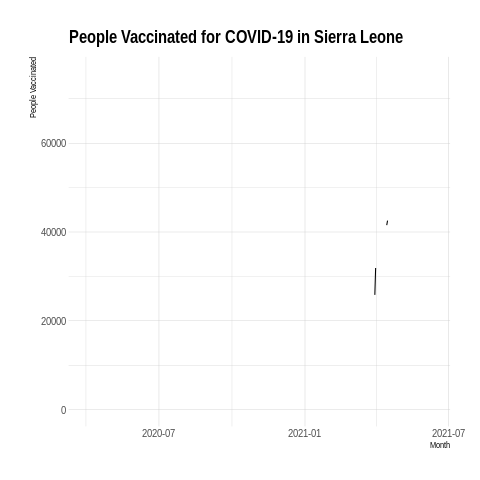 People Vaccinated for COVID-19 in Sierra Leone
People Vaccinated
60000
40000
20000
0
2020-07 2021-01 2021-07
Month